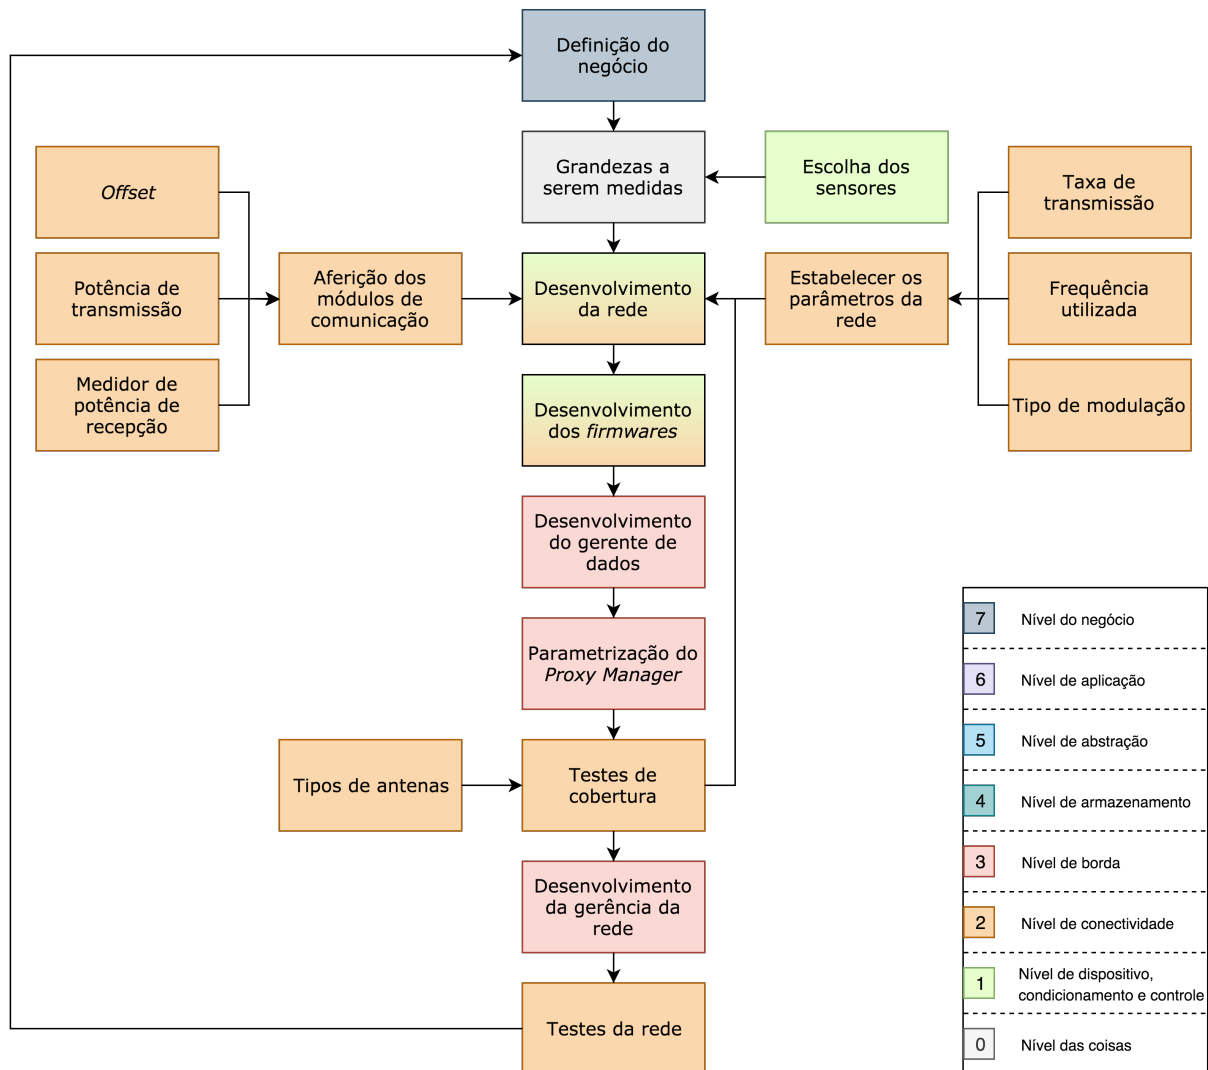 Definição do
negócio
Grandezas a
serem medidas
Escolha dos
sensores
Offset
Taxa de
transmissão
Potência de
transmissão
Aferição dos
módulos de
comunicação
Desenvolvimento
da rede
Estabelecer os
parâmetros da
rede
Frequência
utilizada
Medidor de
potência de
recepção
Desenvolvimento
dos firmwares
Tipo de modulação
Desenvolvimento
do gerente de
dados
Parametrização do
Proxy Manager
Tipos de antenas
Testes de
cobertura
Desenvolvimento
da gerência da
rede
Testes da rede
7 Nível do negócio
6 Nível de aplicação
5 Nível de abstração
4 Nível de armazenamento
3 Nível de borda
2 Nível de conectividade
1 Nível de dispositivo,
condicionamento e controle
0 Nível das coisas